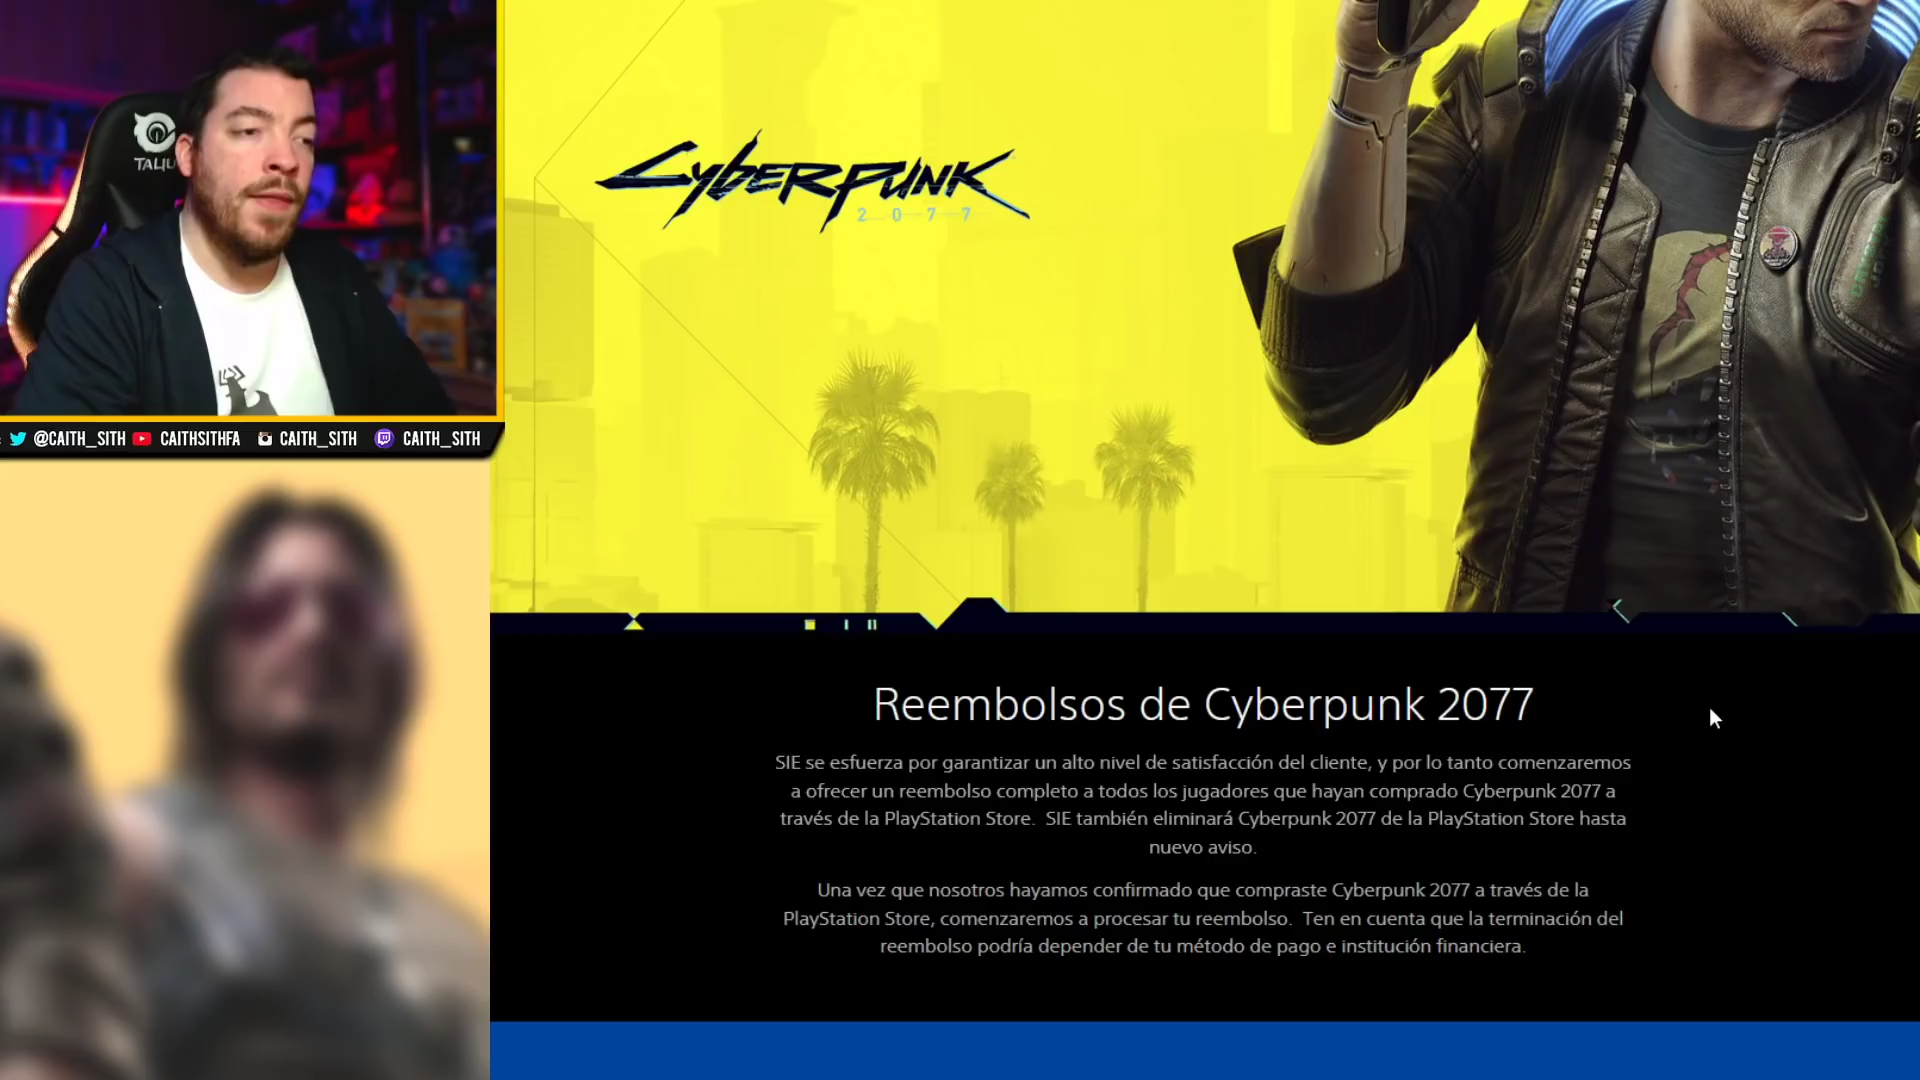 TALIU
@CAITH_SITH CAITHSITHFA CAITH_SITH CAITH_SITH
CYBERPUNK
2077
Reembolsos de Cyberpunk 2077
SIE se esfuerza por garantizar un alto nivel de satisfacción del cliente, y por lo tanto comenzaremos
a ofrecer un reembolso completo a todos los jugadores que hayan comprado Cyberpunk 2077 a
través de la PlayStation Store.  SIE también eliminará Cyberpunk 2077 de la PlayStation Store hasta
nuevo aviso.
Una vez que nosotros hayamos confirmado que compraste Cyberpunk 2077 a través de la
PlayStation Store, comenzaremos a procesar tu reembolso.  Ten en cuenta que la terminación del
reembolso podría depender de tu método de pago e institución financiera.